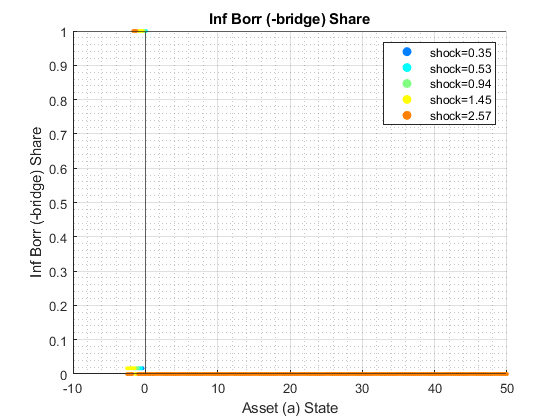 Inf Borr (-bridge) Share
1
0.9
0.8
0.7
0.6
0.5
0.4
0.3
0.2
0.1
0
Inf Borr (-bridge) Share
shock=0.35
shock=0.53
shock=0.94
shock=1.45
shock=2.57
-10 0 10 20 30 40 50
Asset (a) State